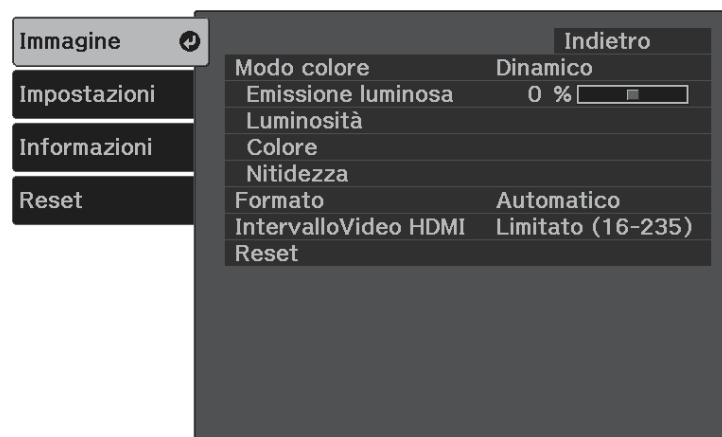 Immagine
Impostazioni
Informazioni
Reset
Indietro
Modo colore Dinamico
Emissione luminosa 0 %
Luminosità
Colore
Nitidezza
Formato Automatico
IntervalloVideo HDMI Limitato (16-235)
Reset